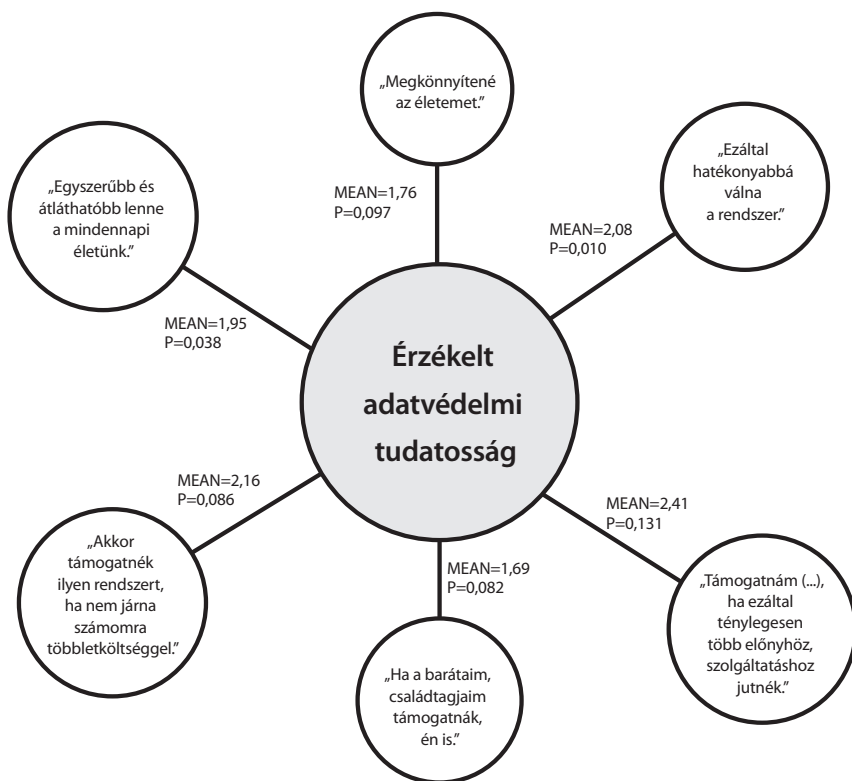 „Megkönnyítené
az életemet.”
„Egyszerűbb és
átláthatóbb lenne
a mindennapi
életünk.”
„Ezáltal
hatékonyabbá
válna
a rendszer.”
MEAN=1,76
P=0,097
MEAN=2,08
P=0,010
MEAN=1,95
P=0,038
Érzékelt
adatvédelmi
tudatosság
MEAN=2,16
P=0,086
MEAN=2,41
P=0,131
MEAN=1,69
P=0,082
„Akkor
támogatnék
ilyen rendszert,
ha nem járna
számomra
többletköltséggel.”
„Ha a barátaim,
családtagjaim
támogatnák,
én is.”
„Támogatnám (...),
ha ezáltal
ténylegesen
több előnyhöz,
szolgáltatáshoz
jutnék.”